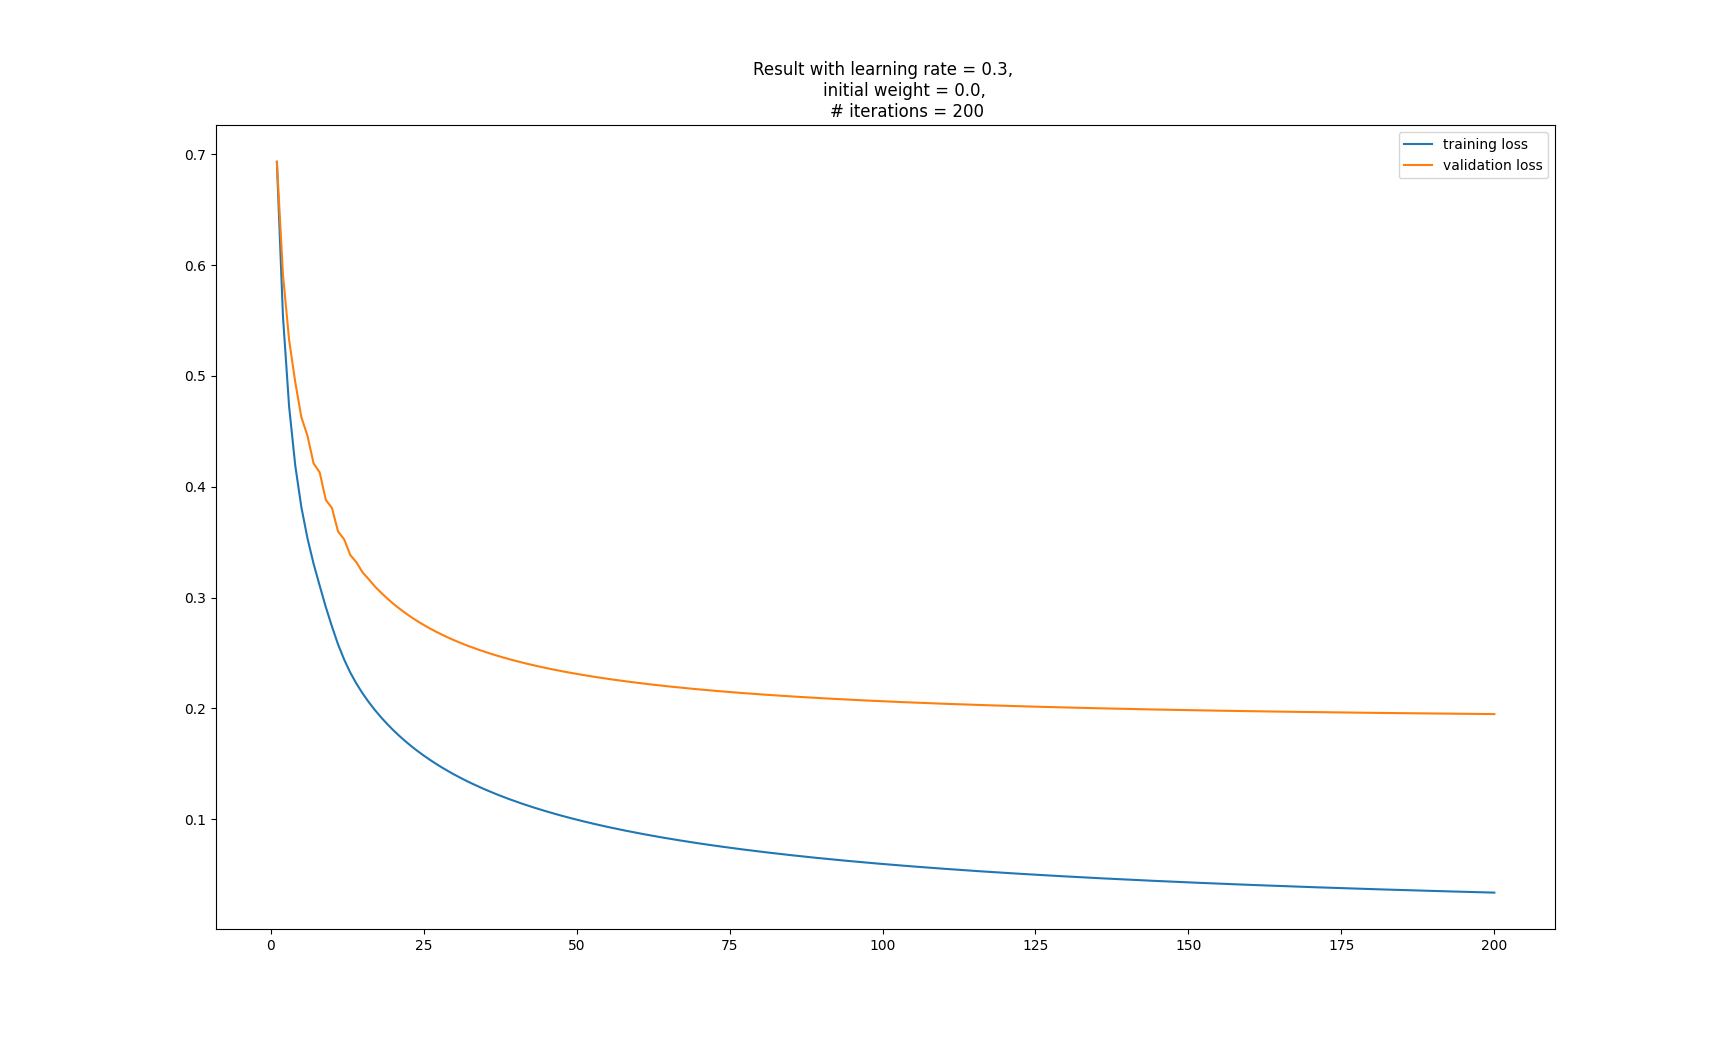 Result with learning rate = 0.3,
initial weight = 0.0,
# iterations = 200
training loss
validation loss
0.7
0.6
0.5
0.4
0.3
0.2
0.1
0 25 50 75 100 125 150 175 200